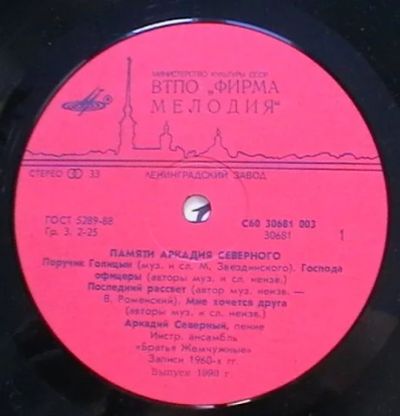 МИНИСТЕРСТВО КУЛЬТУРЫ СССР
ВТПО „ФИРМА
МЕЛОДИЯ“
СТЕРЕО 33
ЛЕНИНГРАДСКИЙ ЗАВОД
ГОСТ 5289-88
Гр. 3. 2-25
С60 30681 003
30681
1
ПАМЯТИ АРКАДИЯ СЕВЕРНОГО
Поручик Голицын (муз. и сл. М. Звездинского). Господа
офицеры (авторы муз. и сл. неизв.)
Последний рассвет (автор муз. неизв. —
В. Роменский). Мне хочется друга
(авторы муз. и сл. неизв.)
Аркадий Северный, пение
Инстр. ансамбль
«Братья Жемчужные»
Записи 1960-х гг.
Выпуск 1990 г.